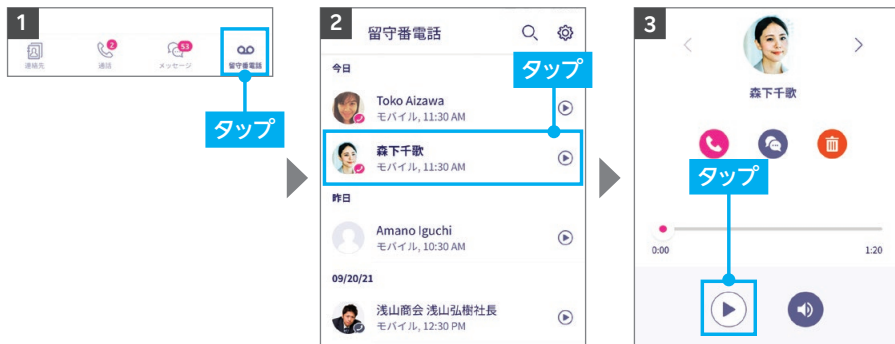 1
2
53
連絡先
通話
メッセージ
留守番電話
タップ
2
留守番電話
今日
タップ
Toko Aizawa
モバイル, 11:30 AM
森下千歌
モバイル, 11:30 AM
昨日
Amano Iguchi
モバイル, 10:30 AM
09/20/21
浅山商会 浅山弘樹社長
モバイル, 12:30 PM
3
森下千歌
タップ
0:00
1:20